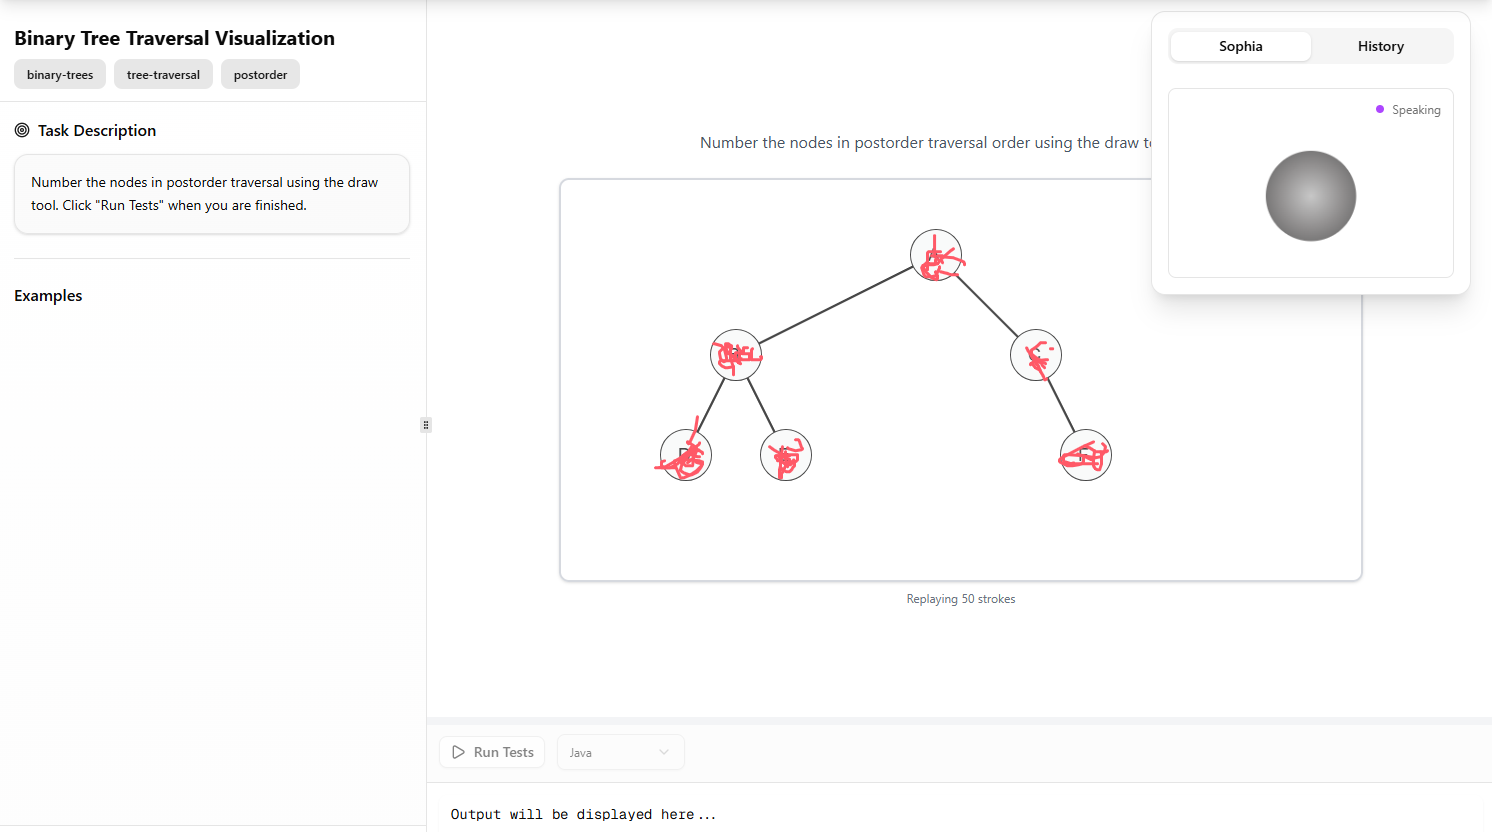 Binary Tree Traversal Visualization
binary-trees tree-traversal postorder
Task Description
Number the nodes in postorder traversal using the draw
tool. Click "Run Tests" when you are finished.
Examples
Number the nodes in postorder traversal order using the draw
Replaying 50 strokes
Run Tests
Java
Output will be displayed here...
Sophia History
Speaking